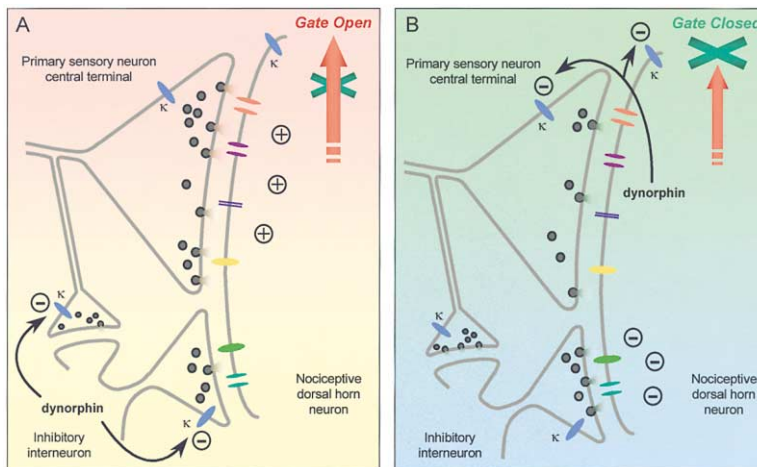 A
Gate Open
Primary sensory neuron
central terminal
κ
κ
+
+
+
κ
−
dynorphin
κ
−
Inhibitory
interneuron
Nociceptive
dorsal horn
neuron
B
Gate Closed
Primary sensory neuron
central terminal
−
−
κ
κ
dynorphin
κ
−
−
−
κ
Inhibitory
interneuron
Nociceptive
dorsal horn
neuron